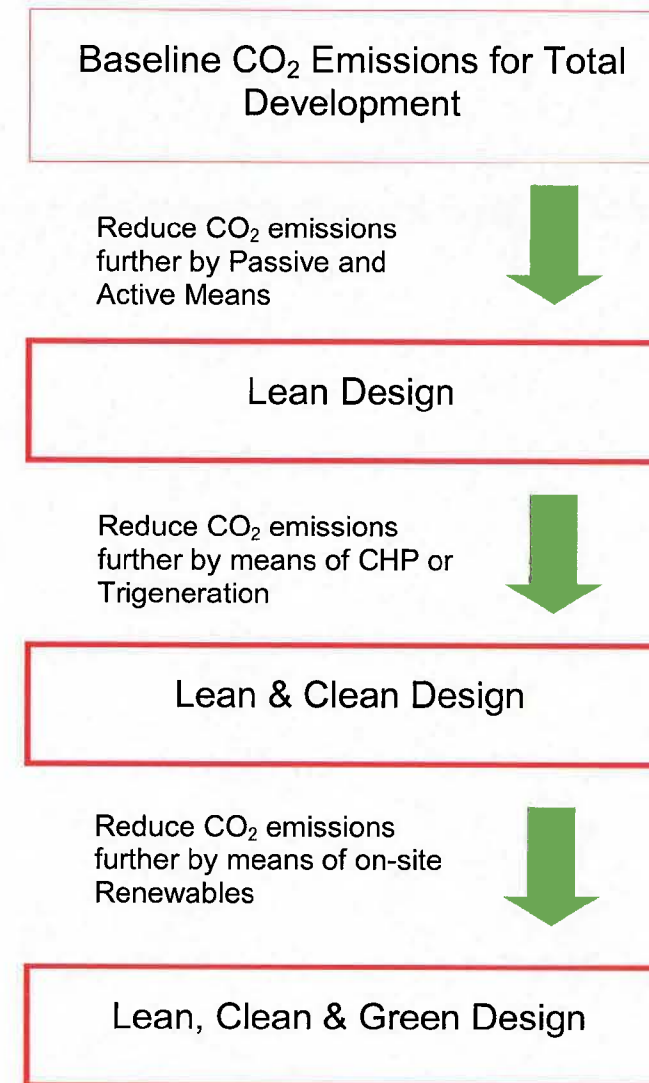 Baseline CO₂ Emissions for Total
Development
Reduce CO₂ emissions
further by Passive and
Active Means
Lean Design
Reduce CO₂ emissions
further by means of CHP or
Trigeneration
Lean & Clean Design
Reduce CO₂ emissions
further by means of on-site
Renewables
Lean, Clean & Green Design